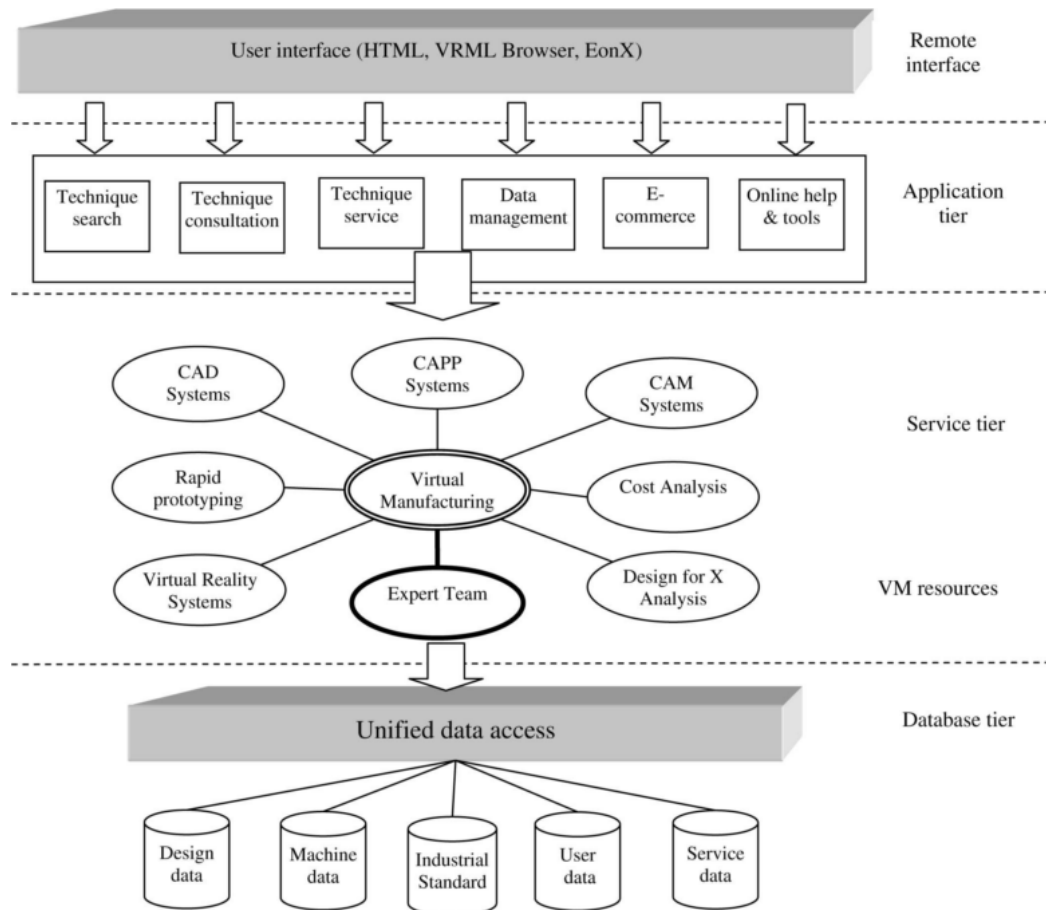 User interface (HTML, VRML Browser, EonX)
Remote
interface
Technique
search
Technique
consultation
Technique
service
Data
management
E-
commerce
Online help
& tools
Application
tier
CAD
Systems
CAPP
Systems
CAM
Systems
Service tier
Rapid
prototyping
Virtual
Manufacturing
Cost Analysis
Virtual Reality
Systems
Expert Team
Design for X
Analysis
VM resources
Unified data access
Database tier
Design
data
Machine
data
Industrial
Standard
User
data
Service
data